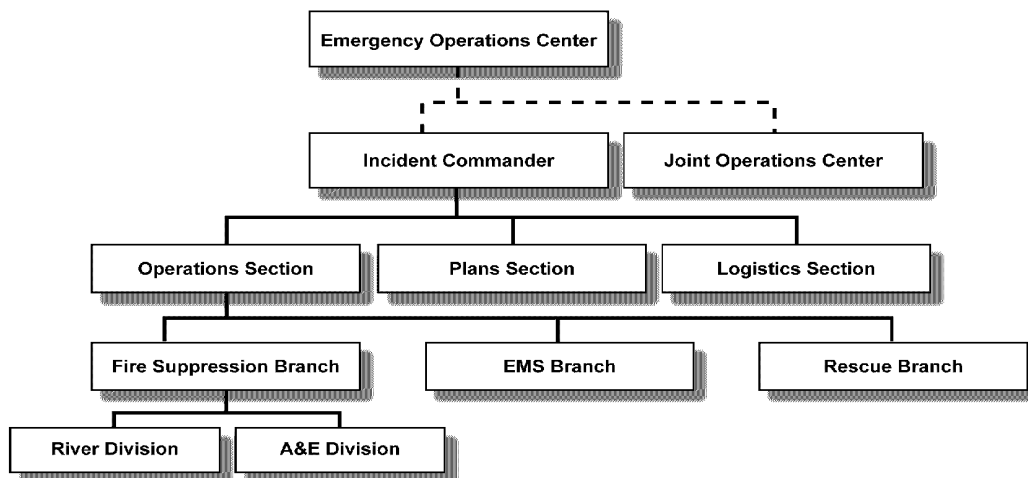 Emergency Operations Center
Incident Commander
Joint Operations Center
Operations Section
Plans Section
Logistics Section
Fire Suppression Branch
EMS Branch
Rescue Branch
River Division
A&E Division